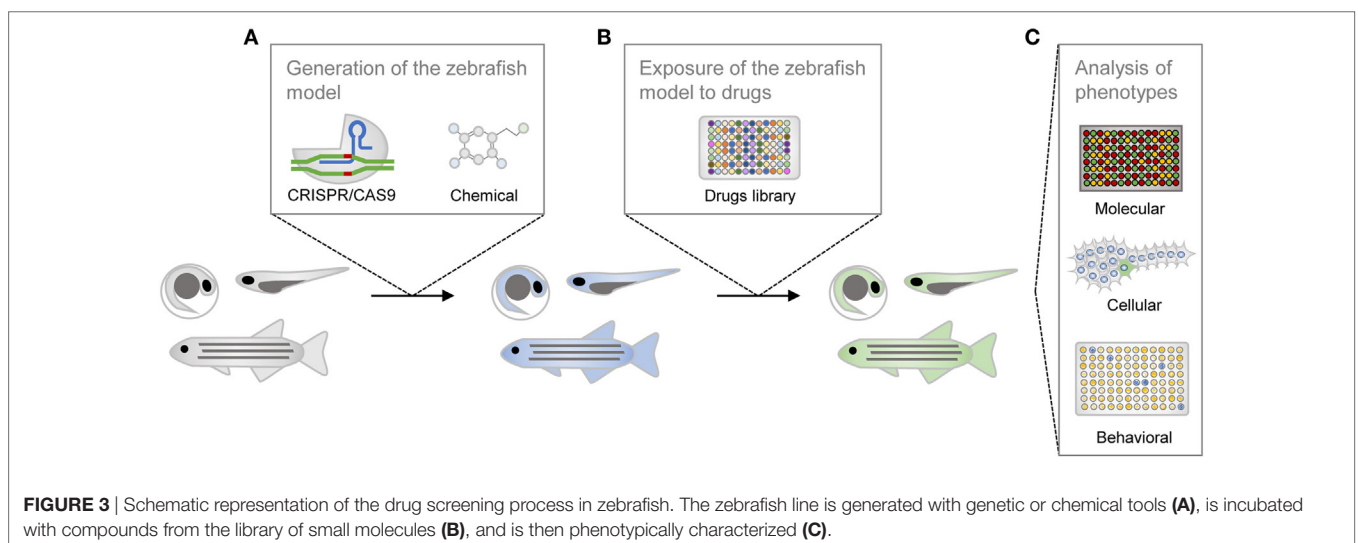 A
Generation of the zebrafish
model
CRISPR/CAS9
Chemical
B
Exposure of the zebrafish
model to drugs
Drugs library
C
Analysis of
phenotypes
Molecular
Cellular
Behavioral
FIGURE 3 | Schematic representation of the drug screening process in zebrafish. The zebrafish line is generated with genetic or chemical tools (A), is incubated
with compounds from the library of small molecules (B), and is then phenotypically characterized (C).